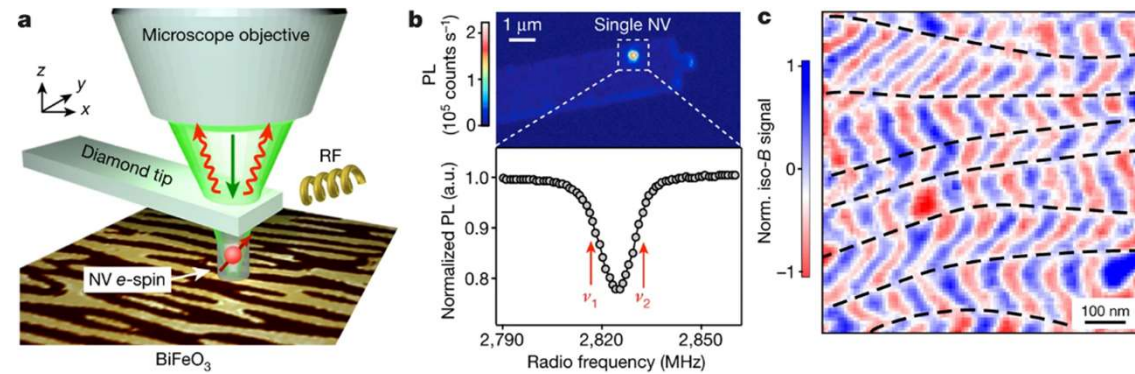 a
Microscope objective
z
y
x
Diamond tip
RF
NV e-spin
BiFeO3
b
1 μm
Single NV
PL
(10⁵ counts s⁻¹)
2
1
0
Normalized PL (a.u.)
1.0
0.9
0.8
ν1
ν2
2,790
2,820
2,850
Radio frequency (MHz)
c
Norm. iso-B signal
1
0
−1
100 nm